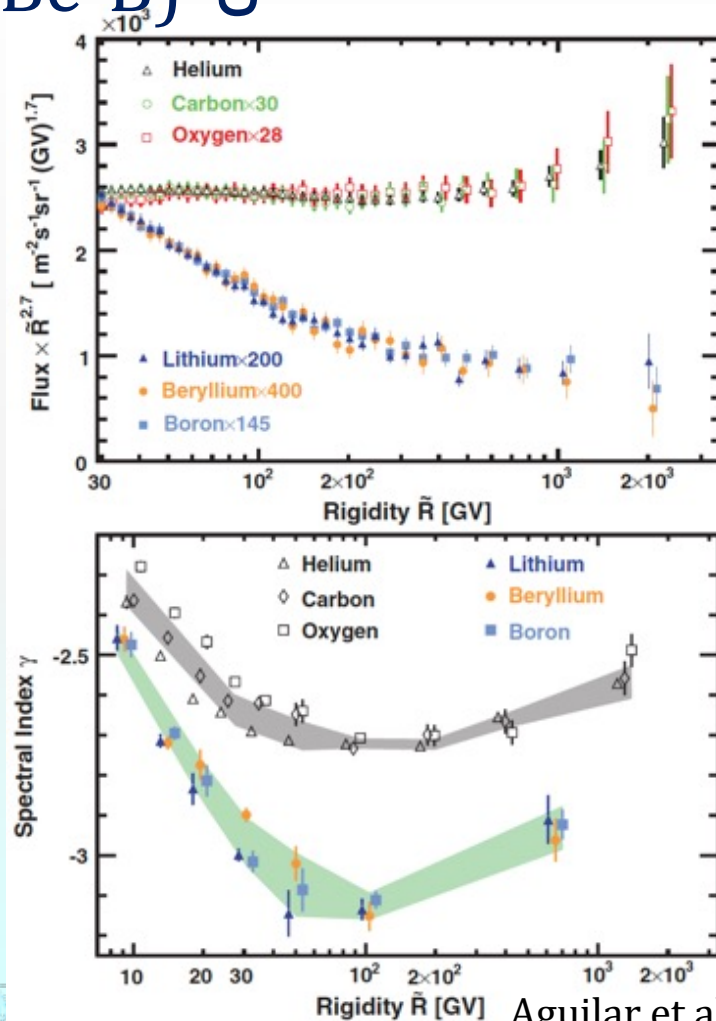 ×10³
4
3
2
1
0
Flux × R̃²·⁷ [ m⁻²s⁻¹sr⁻¹ (GV)¹·⁷]
Helium
Carbon×30
Oxygen×28
Lithium×200
Beryllium×400
Boron×145
30 10² 2×10² 10³ 2×10³
Rigidity R̃ [GV]
Spectral Index γ
-2.5
-3
Helium
Carbon
Oxygen
Lithium
Beryllium
Boron
10 20 30 10² 2×10² 10³ 2×10³
Rigidity R̃ [GV]
Aguilar et a